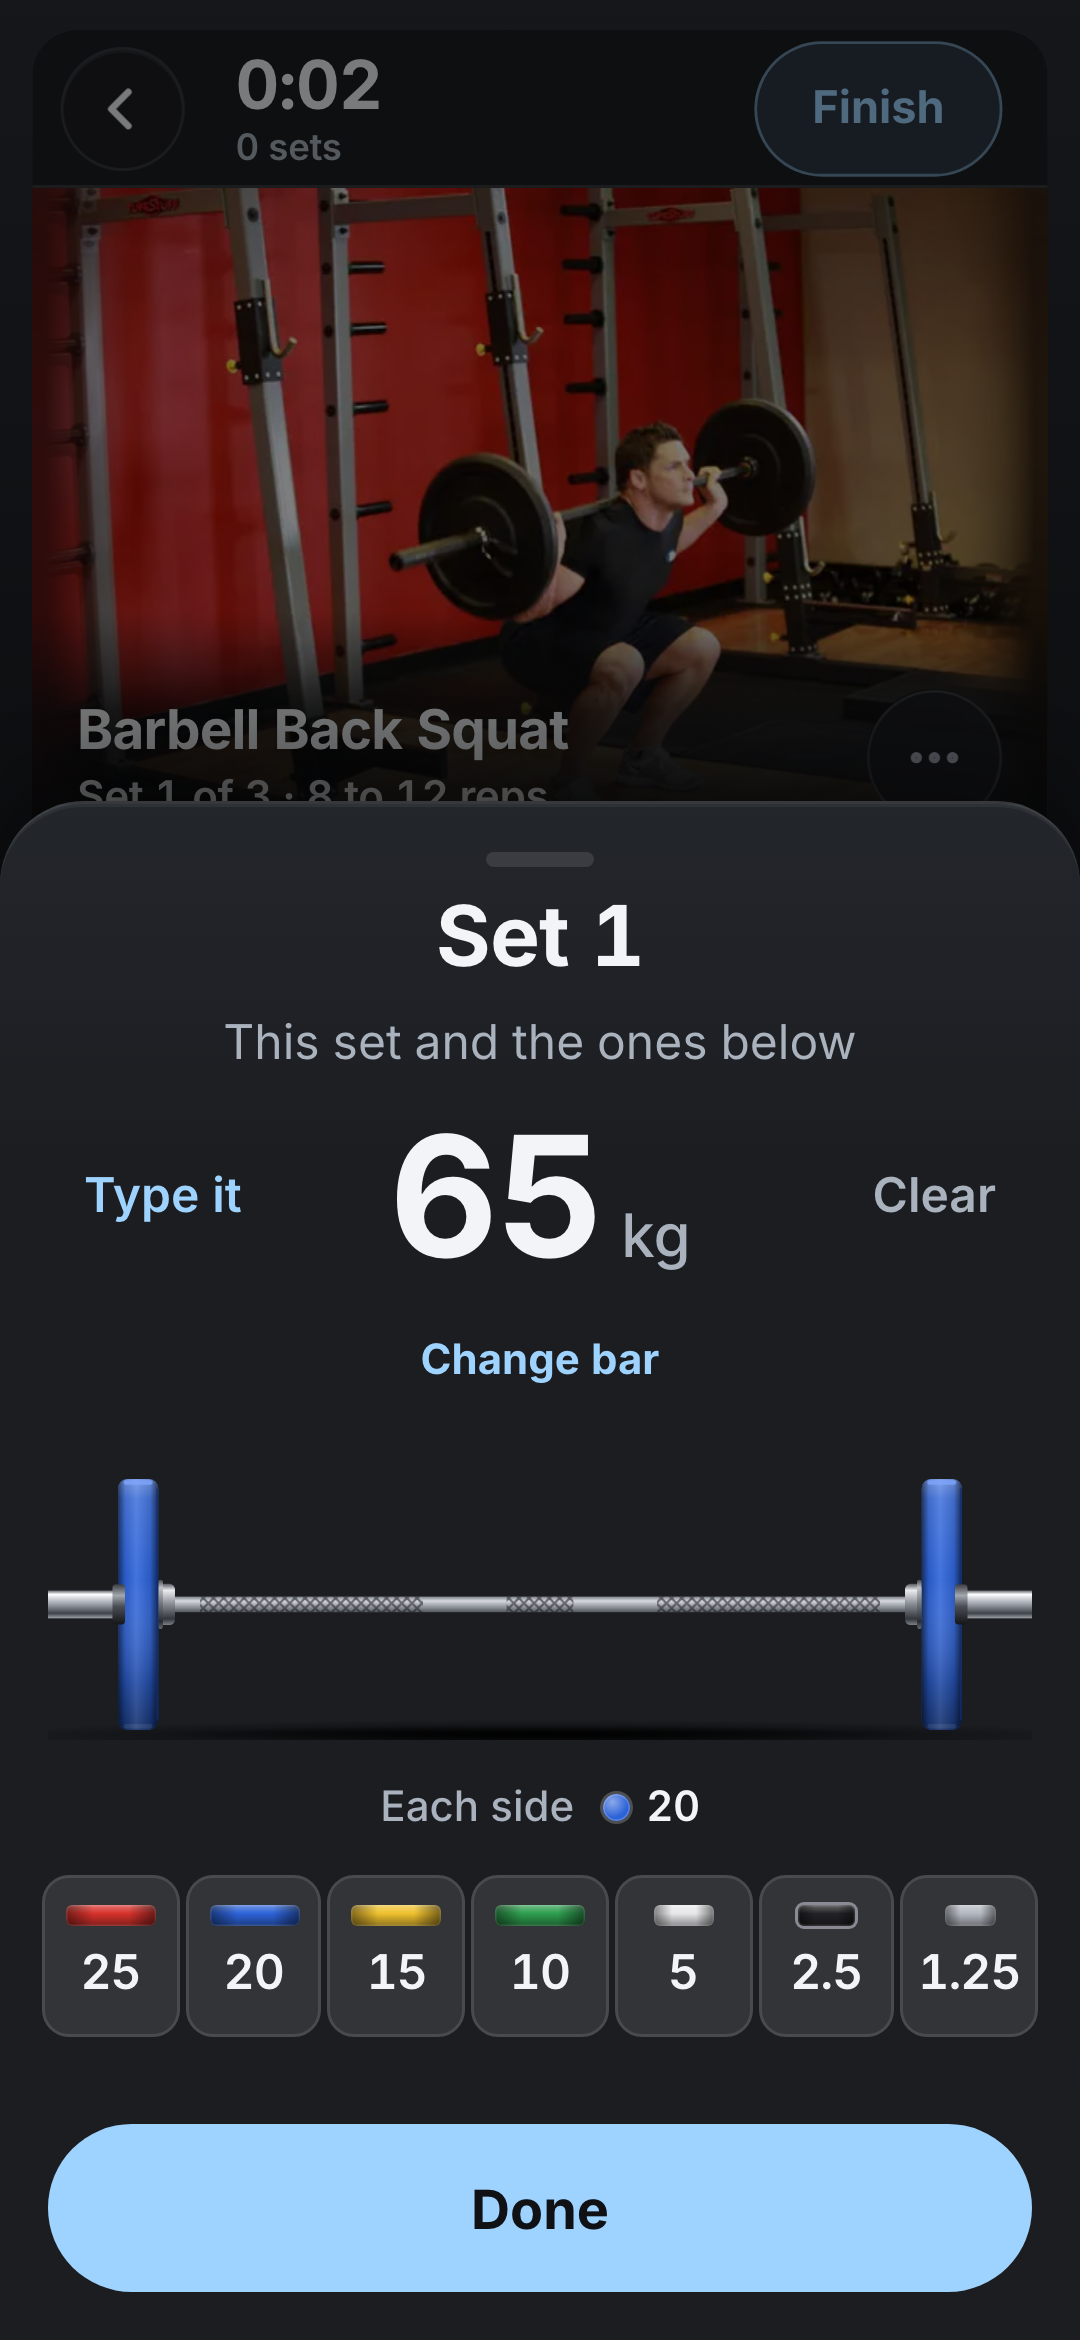 0:02
0 sets
Finish
Barbell Back Squat
Set 1 of 3 · 8 to 12 reps
Set 1
This set and the ones below
Type it
65 kg
Clear
Change bar
Each side 20
25
20
15
10
5
2.5
1.25
Done